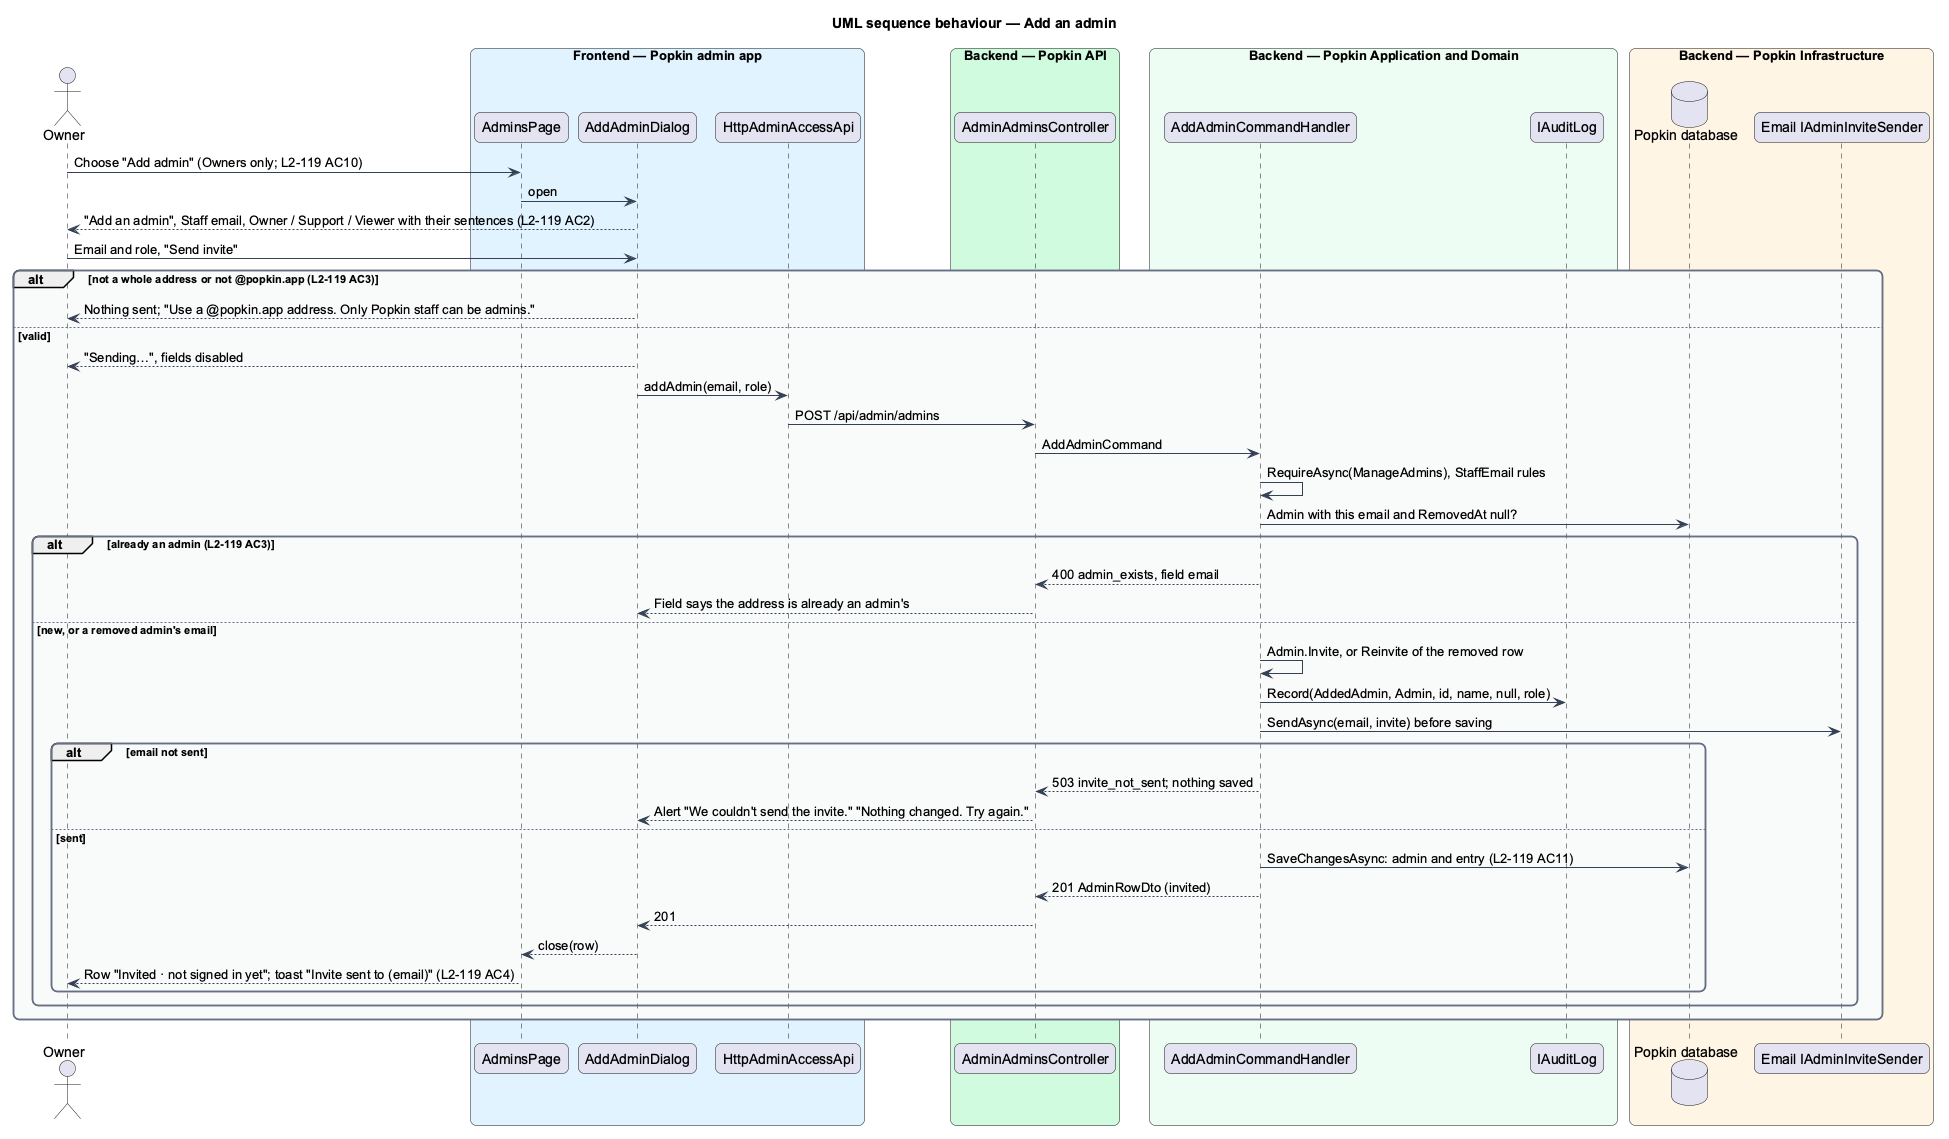 UML sequence behaviour — Add an admin
Frontend — Popkin admin app
Backend — Popkin API
Backend — Popkin Application and Domain
Backend — Popkin Infrastructure
Owner
AdminsPage
AddAdminDialog
HttpAdminAccessApi
AdminAdminsController
AddAdminCommandHandler
IAuditLog
Popkin database
Email IAdminInviteSender
Choose "Add admin" (Owners only; L2-119 AC10)
open
"Add an admin", Staff email, Owner / Support / Viewer with their sentences (L2-119 AC2)
Email and role, "Send invite"
alt
[not a whole address or not @popkin.app (L2-119 AC3)]
Nothing sent; "Use a @popkin.app address. Only Popkin staff can be admins."
[valid]
"Sending…", fields disabled
addAdmin(email, role)
POST /api/admin/admins
AddAdminCommand
RequireAsync(ManageAdmins), StaffEmail rules
Admin with this email and RemovedAt null?
alt
[already an admin (L2-119 AC3)]
400 admin_exists, field email
Field says the address is already an admin's
[new, or a removed admin's email]
Admin.Invite, or Reinvite of the removed row
Record(AddedAdmin, Admin, id, name, null, role)
SendAsync(email, invite) before saving
alt
[email not sent]
503 invite_not_sent; nothing saved
Alert "We couldn't send the invite." "Nothing changed. Try again."
[sent]
SaveChangesAsync: admin and entry (L2-119 AC11)
201 AdminRowDto (invited)
201
close(row)
Row "Invited · not signed in yet"; toast "Invite sent to (email)" (L2-119 AC4)
Owner
AdminsPage
AddAdminDialog
HttpAdminAccessApi
AdminAdminsController
AddAdminCommandHandler
IAuditLog
Popkin database
Email IAdminInviteSender